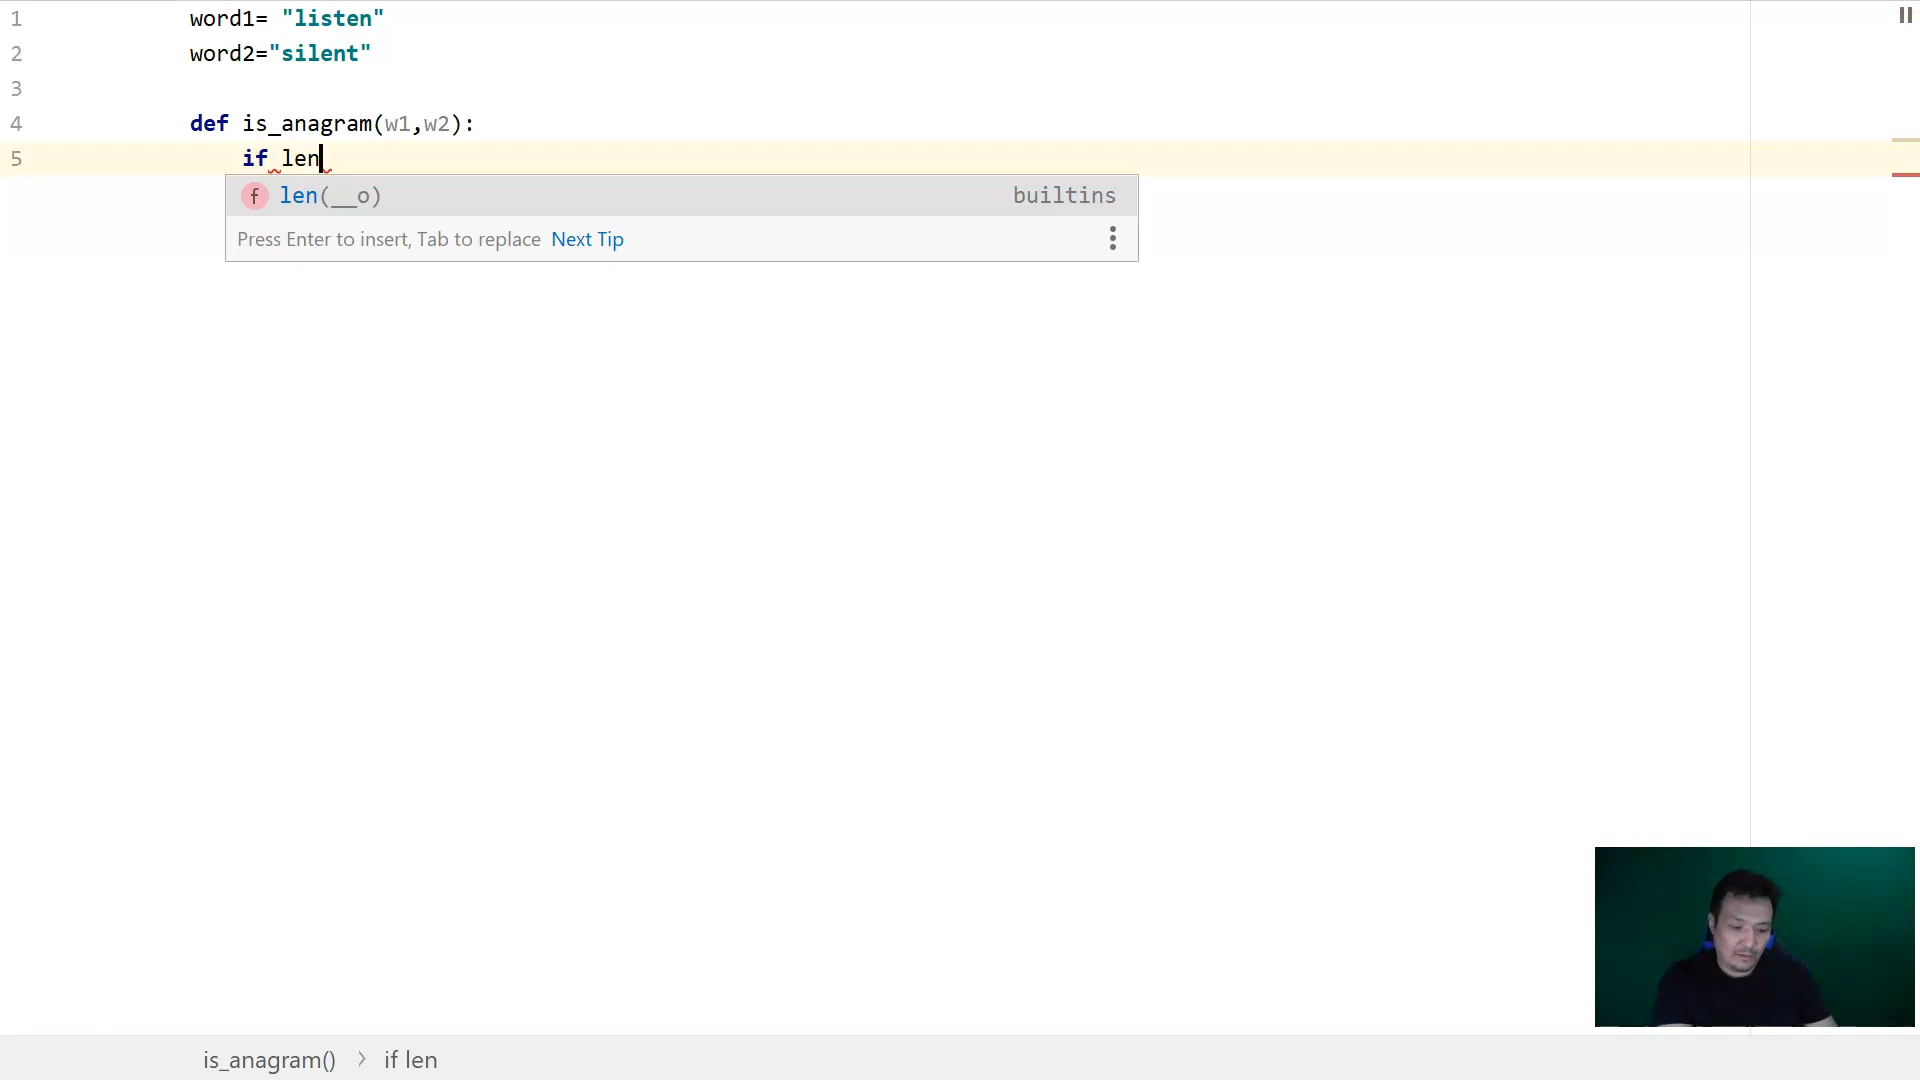 1 word1= "listen"
2 word2="silent"
3
4 def is_anagram(w1,w2):
5 if len
f len(__o) builtins
Press Enter to insert, Tab to replace Next Tip
is_anagram() > if len